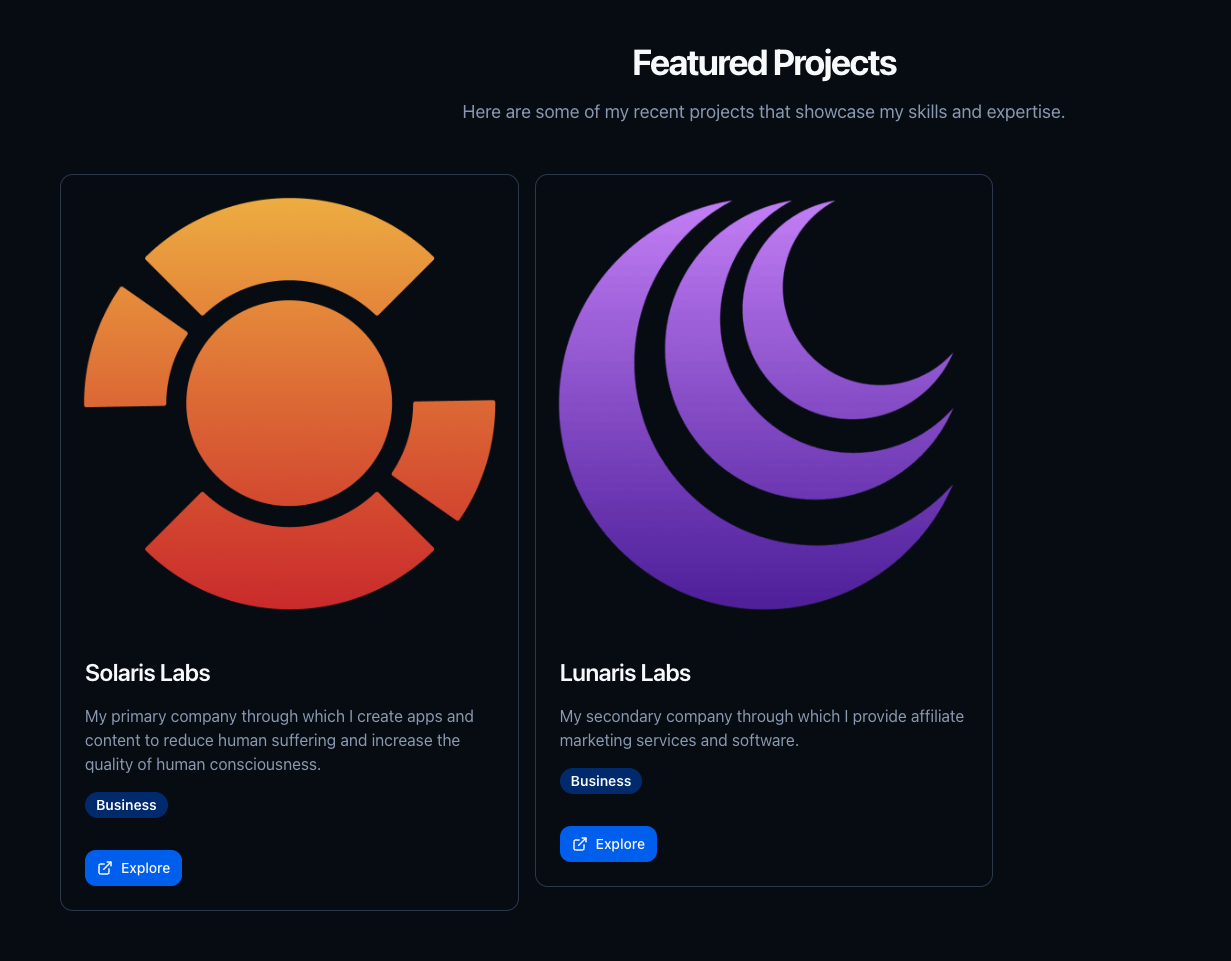 Featured Projects
Here are some of my recent projects that showcase my skills and expertise.
Solaris Labs
My primary company through which I create apps and
content to reduce human suffering and increase the
quality of human consciousness.
Business
Explore
Lunaris Labs
My secondary company through which I provide affiliate
marketing services and software.
Business
Explore